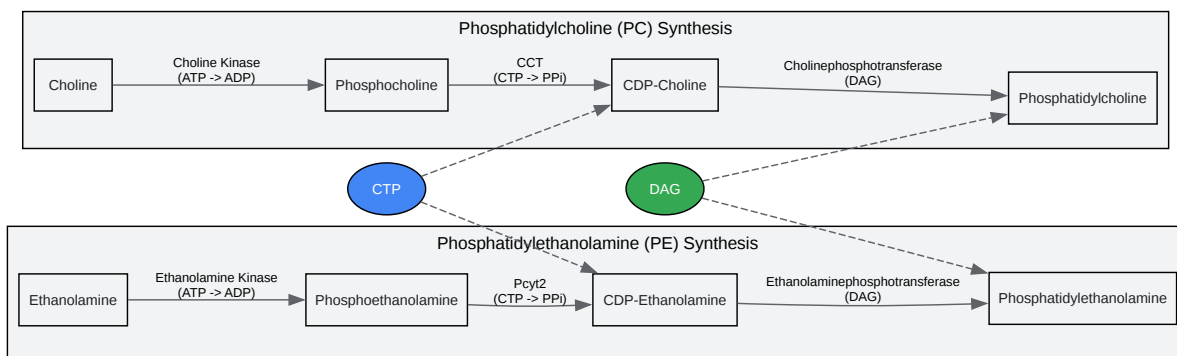 Phosphatidylcholine (PC) Synthesis
Choline
Choline Kinase
(ATP -> ADP)
Phosphocholine
CCT
(CTP -> PPi)
CDP-Choline
Cholinephosphotransferase
(DAG)
Phosphatidylcholine
CTP
DAG
Phosphatidylethanolamine (PE) Synthesis
Ethanolamine
Ethanolamine Kinase
(ATP -> ADP)
Phosphoethanolamine
Pcyt2
(CTP -> PPi)
CDP-Ethanolamine
Ethanolaminephosphotransferase
(DAG)
Phosphatidylethanolamine